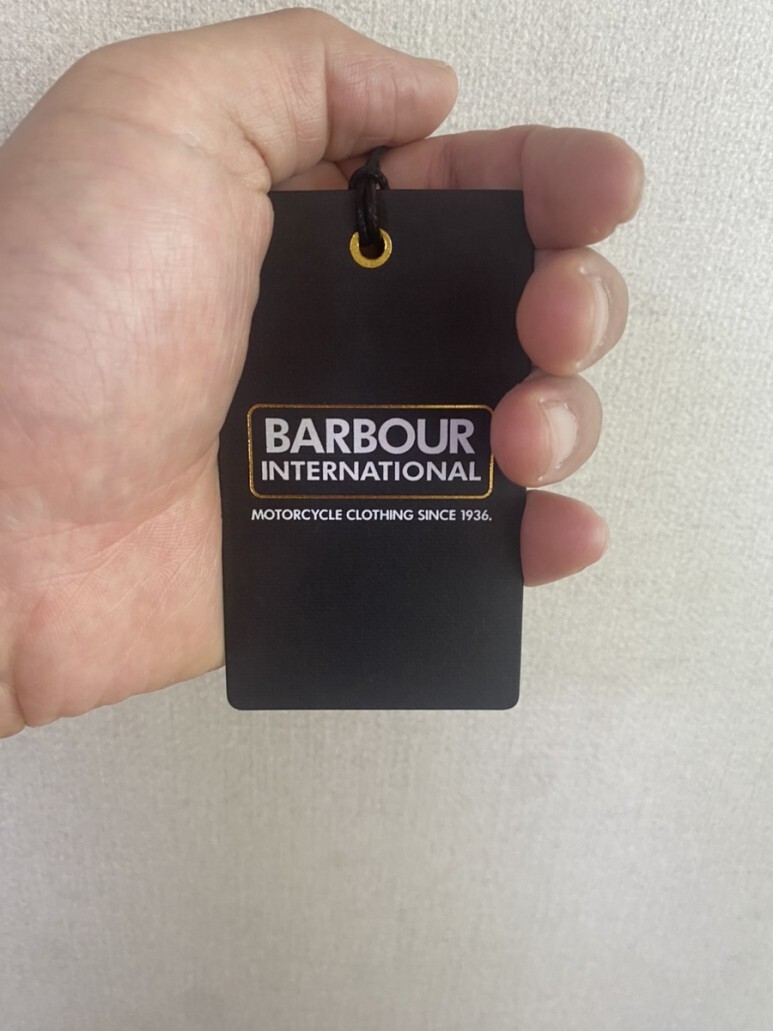 BARBOUR
INTERNATIONAL
MOTORCYCLE CLOTHING SINCE 1936.